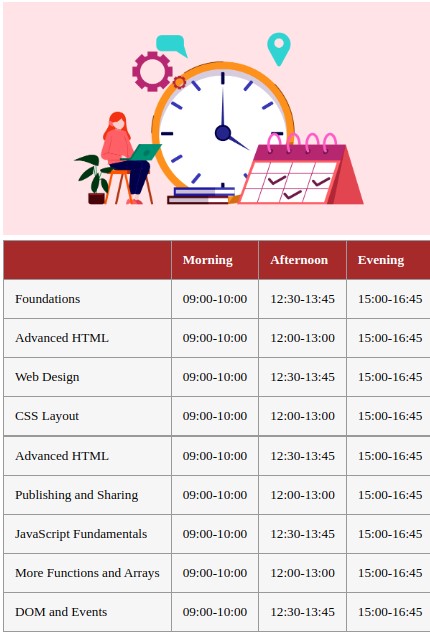 Morning Afternoon Evening
Foundations 09:00-10:00 12:30-13:45 15:00-16:45
Advanced HTML 09:00-10:00 12:00-13:00 15:00-16:45
Web Design 09:00-10:00 12:30-13:45 15:00-16:45
CSS Layout 09:00-10:00 12:00-13:00 15:00-16:45
Advanced HTML 09:00-10:00 12:30-13:45 15:00-16:45
Publishing and Sharing 09:00-10:00 12:00-13:00 15:00-16:45
JavaScript Fundamentals 09:00-10:00 12:30-13:45 15:00-16:45
More Functions and Arrays 09:00-10:00 12:00-13:00 15:00-16:45
DOM and Events 09:00-10:00 12:30-13:45 15:00-16:45